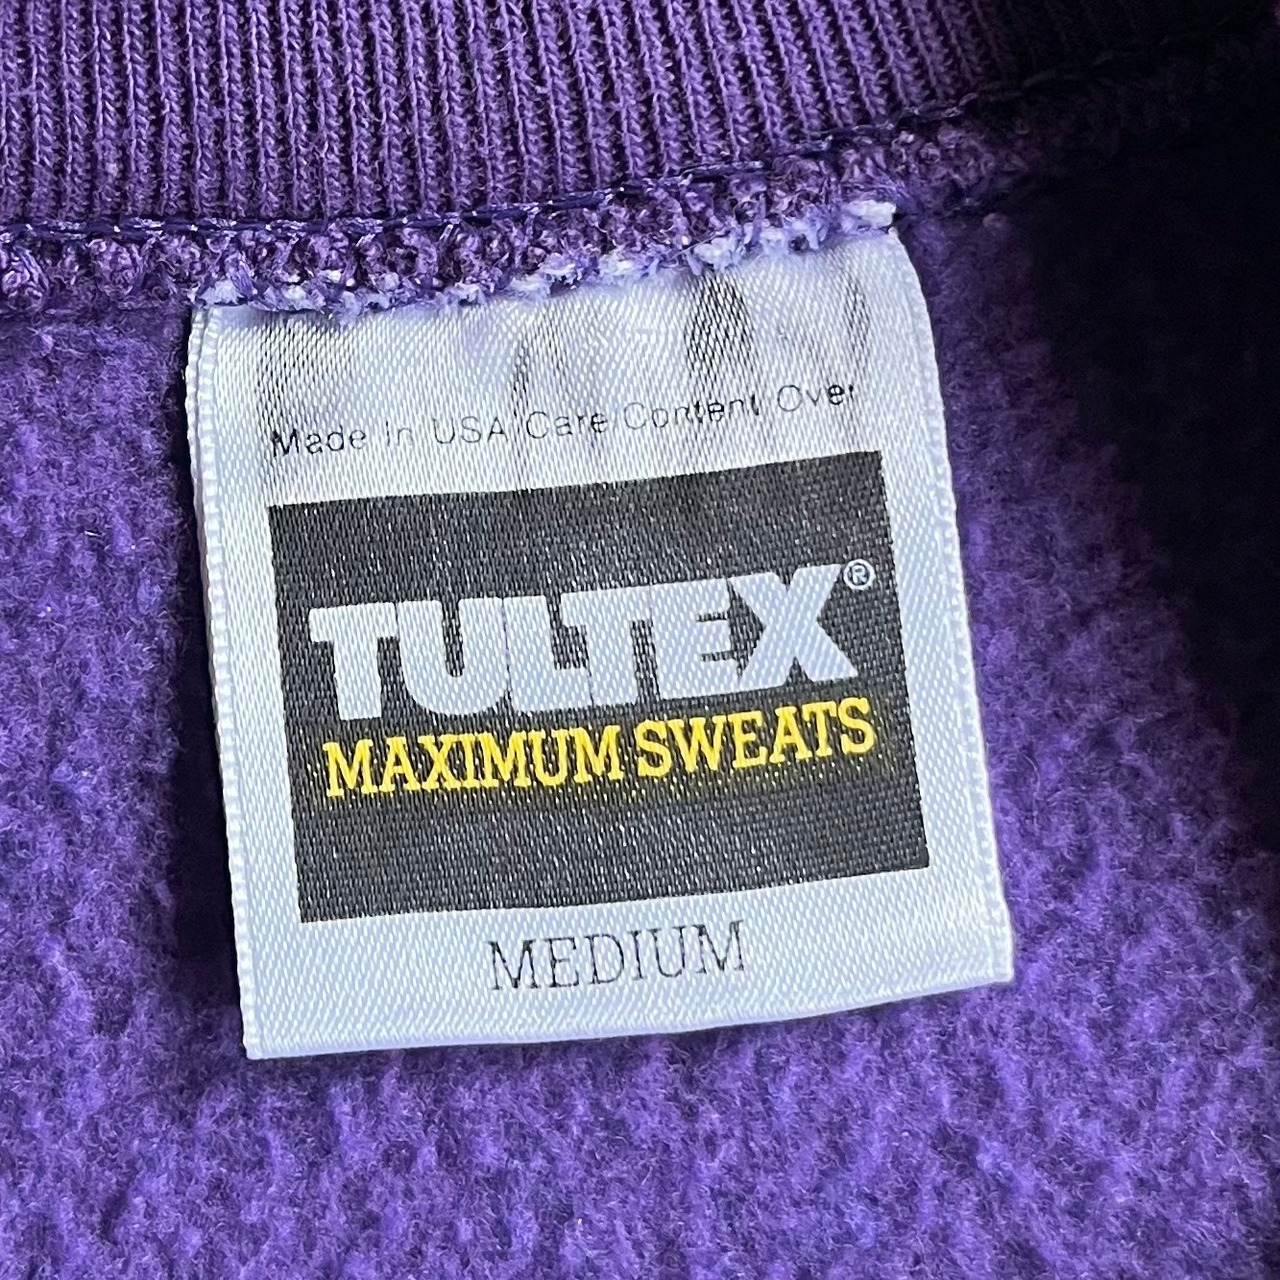 Made In USA Care Content Over
TULTEX®
MAXIMUM SWEATS
MEDIUM